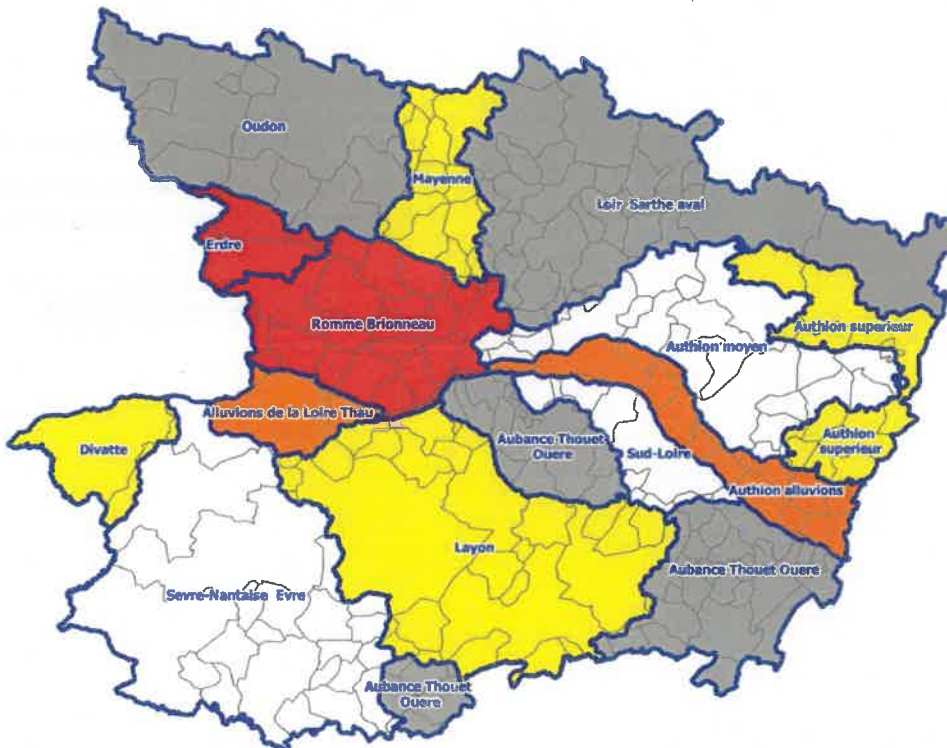 Oudon
Mayenne
Loir Sarthe aval
Erdre
Romme Brionneau
Authion superieur
Authion moyen
Alluvions de la Loire Thau
Divatte
Aubance Thouet
Ouere
Sud-Loire
Authion
superieur
Authion alluvions
Layon
Aubance Thouet Ouere
Sevre-Nantaise Evre
Aubance Thouet
Ouere